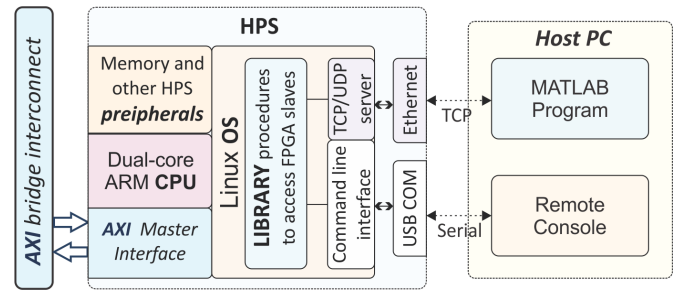 AXI bridge interconnect
HPS
Memory and
other HPS
preipherals
Dual-core
ARM CPU
AXI Master
Interface
Linux OS
LIBRARY procedures
to access FPGA slaves
TCP/UDP
server
Command line
interface
Ethernet
USB COM
TCP
Serial
Host PC
MATLAB
Program
Remote
Console